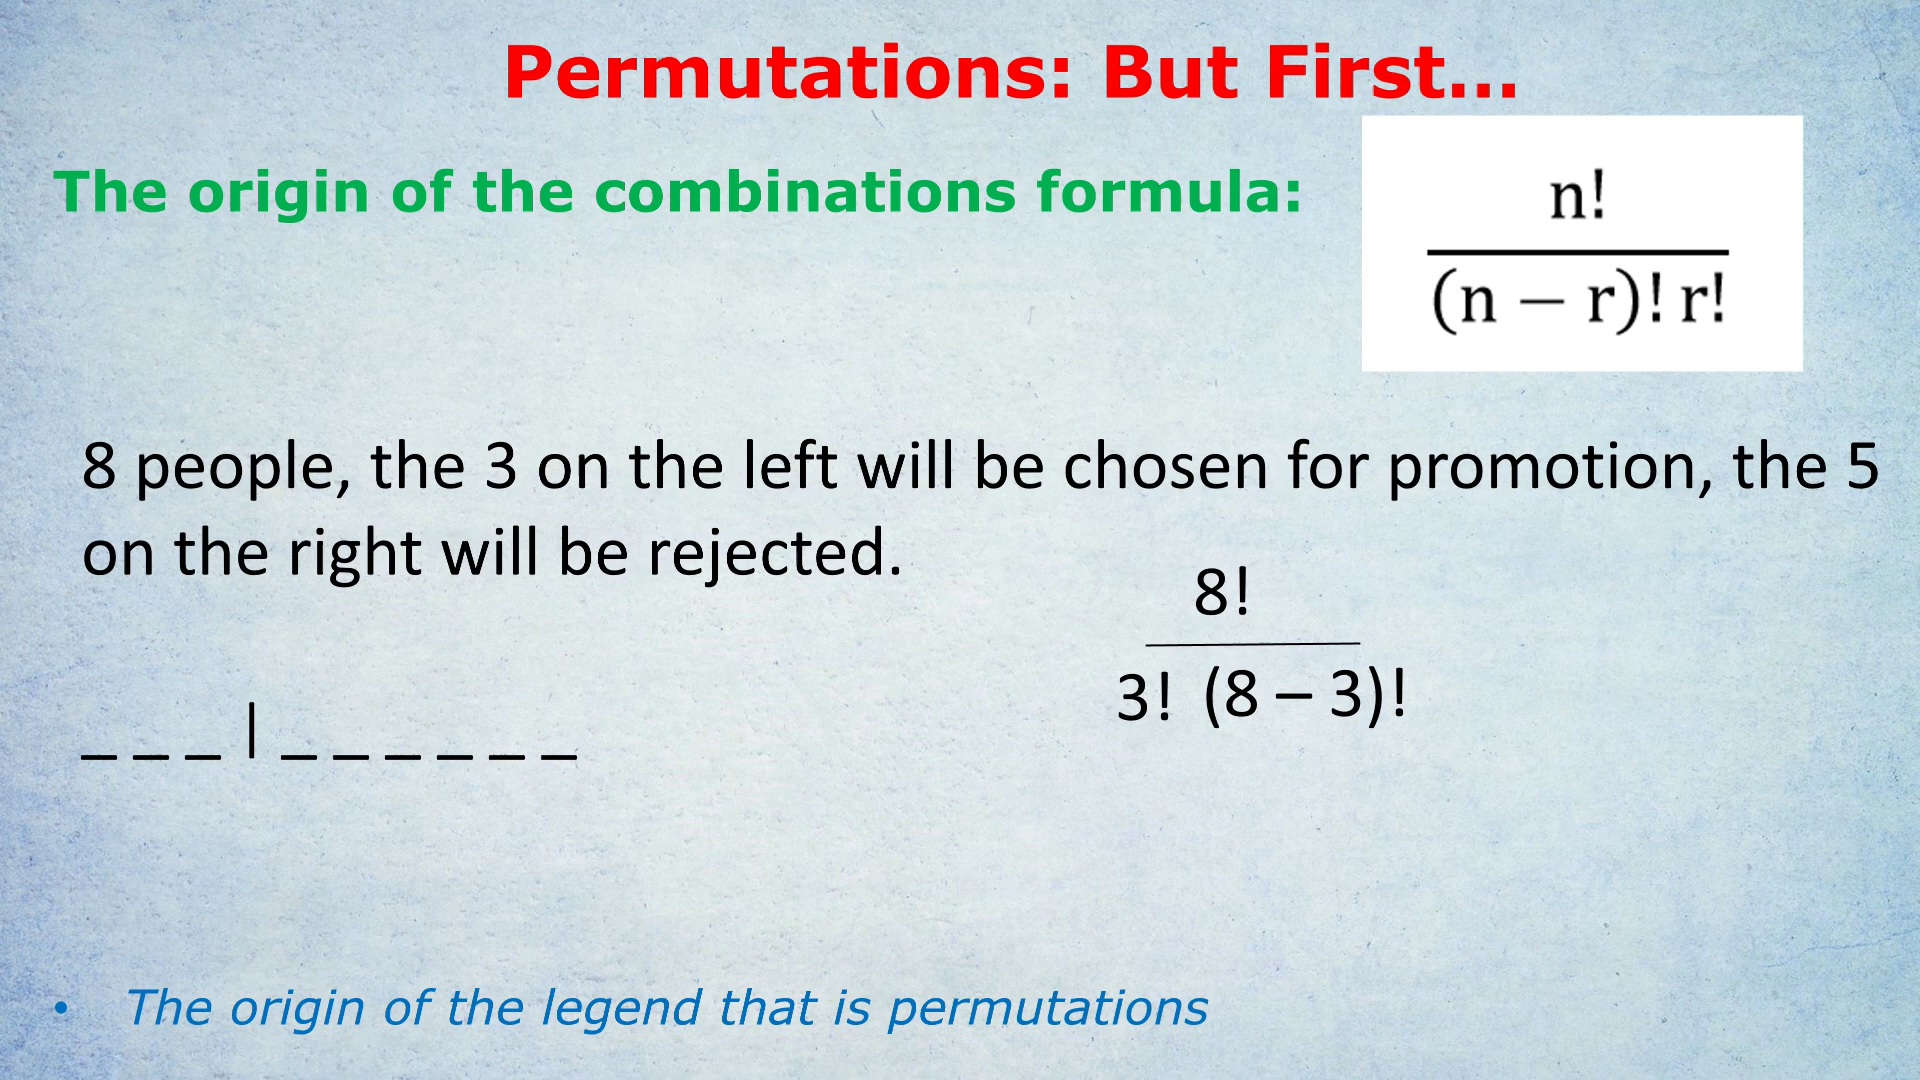 Permutations: But First…
The origin of the combinations formula:
n!
(n − r)! r!
8 people, the 3 on the left will be chosen for promotion, the 5
on the right will be rejected.
8!
3! (8 – 3)!
_ _ _ | _ _ _ _ _ _
• The origin of the legend that is permutations